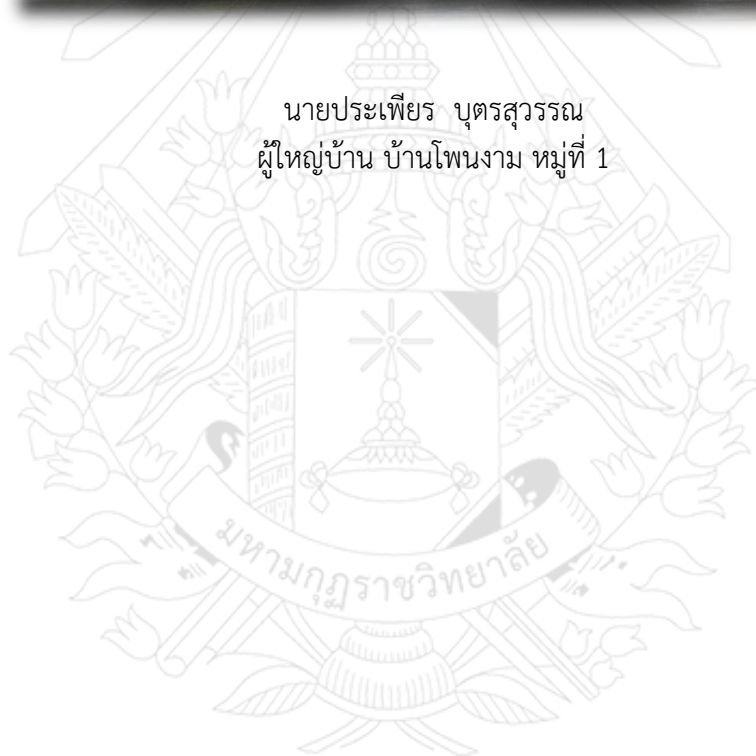 นายประเพียร บุตรสุวรรณ
ผู้ใหญ่บ้าน บ้านโพนงาม หมู่ที่ 1
มหามกุฏราชวิทยาลัย